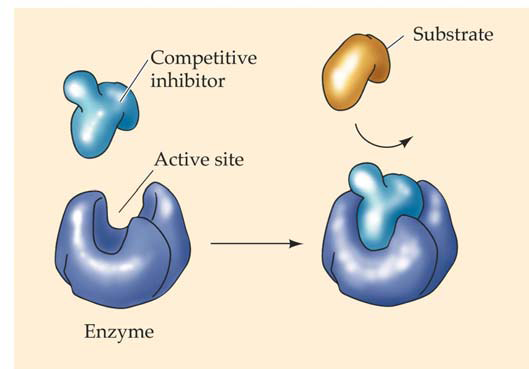 Substrate
Competitive
inhibitor
Active site
Enzyme